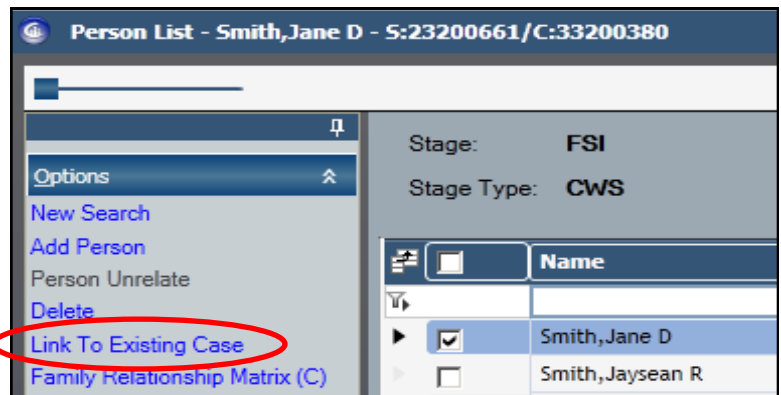 Person List - Smith,Jane D - S:23200661/C:33200380
Options
New Search
Add Person
Person Unrelate
Delete
Link To Existing Case
Family Relationship Matrix (C)
Stage: FSI
Stage Type: CWS
Name
Smith,Jane D
Smith,Jaysean R